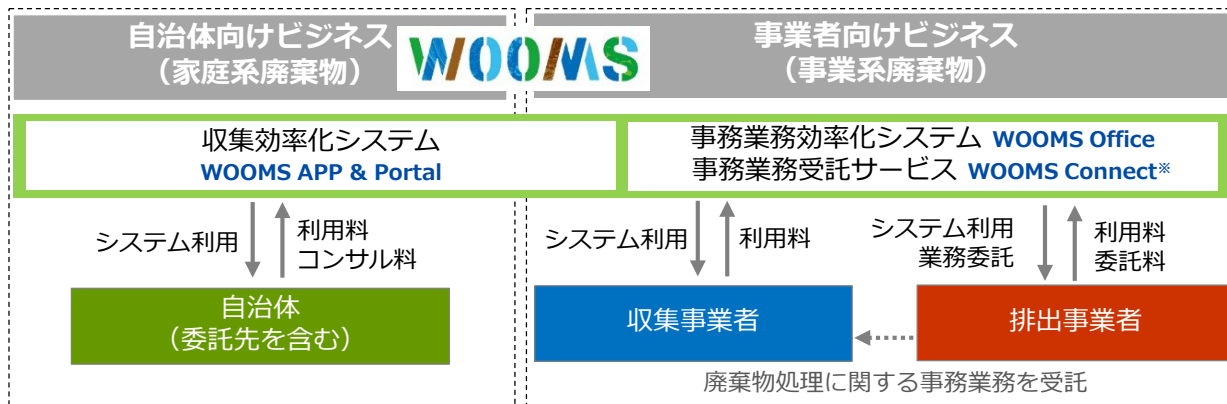 自治体向けビジネス
（家庭系廃棄物）
WOOMS
事業者向けビジネス
（事業系廃棄物）
収集効率化システム
WOOMS APP & Portal
事務業務効率化システム WOOMS Office
事務業務受託サービス WOOMS Connect※
システム利用
利用料
コンサル料
システム利用
利用料
システム利用
業務委託
利用料
委託料
自治体
（委託先を含む）
収集事業者
排出事業者
廃棄物処理に関する事務業務を受託